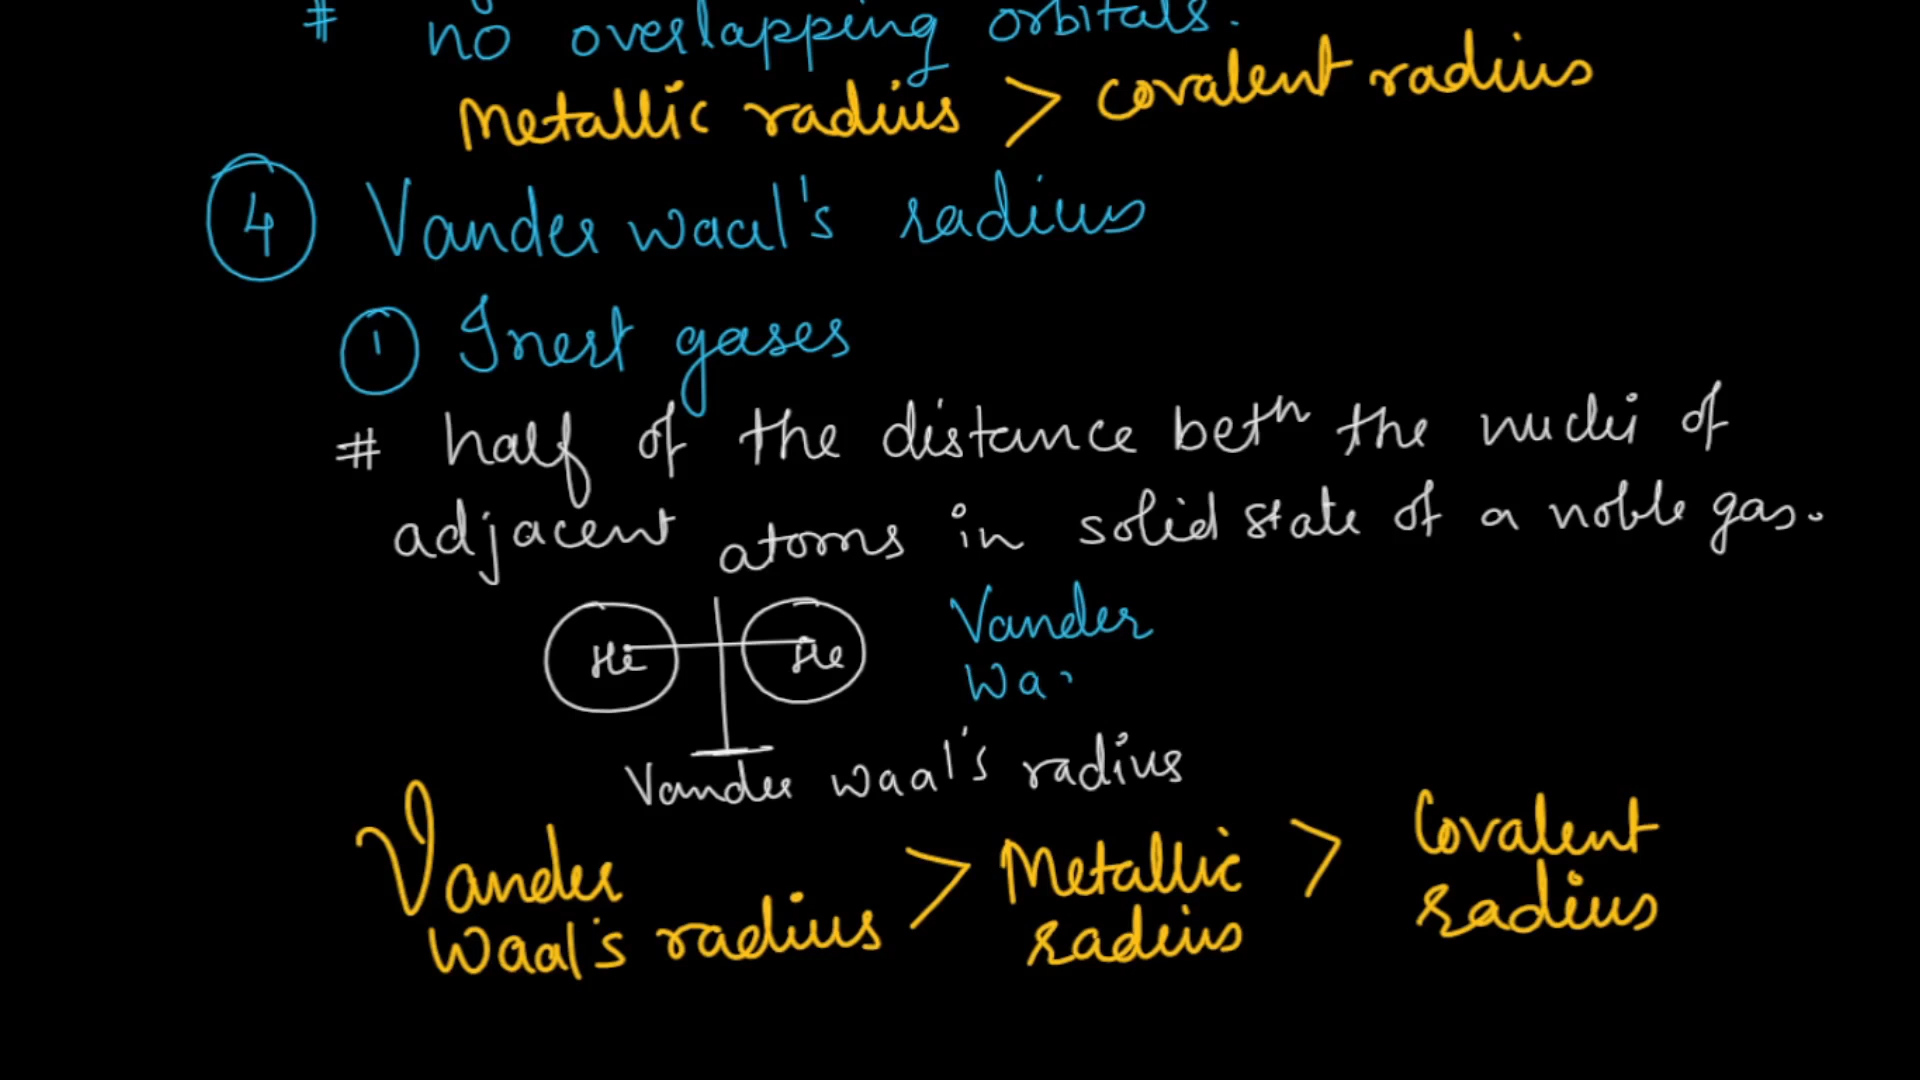 # no overlapping orbitals.
Metallic radius > covalent radius
④ Vander waal's radius
① Inert gases
# half of the distance betⁿ the nuclei of
adjacent atoms in solid state of a noble gas.
He He
Vander
Wa
Vander waal's radius
Vander Waal's radius > Metallic radius > Covalent radius